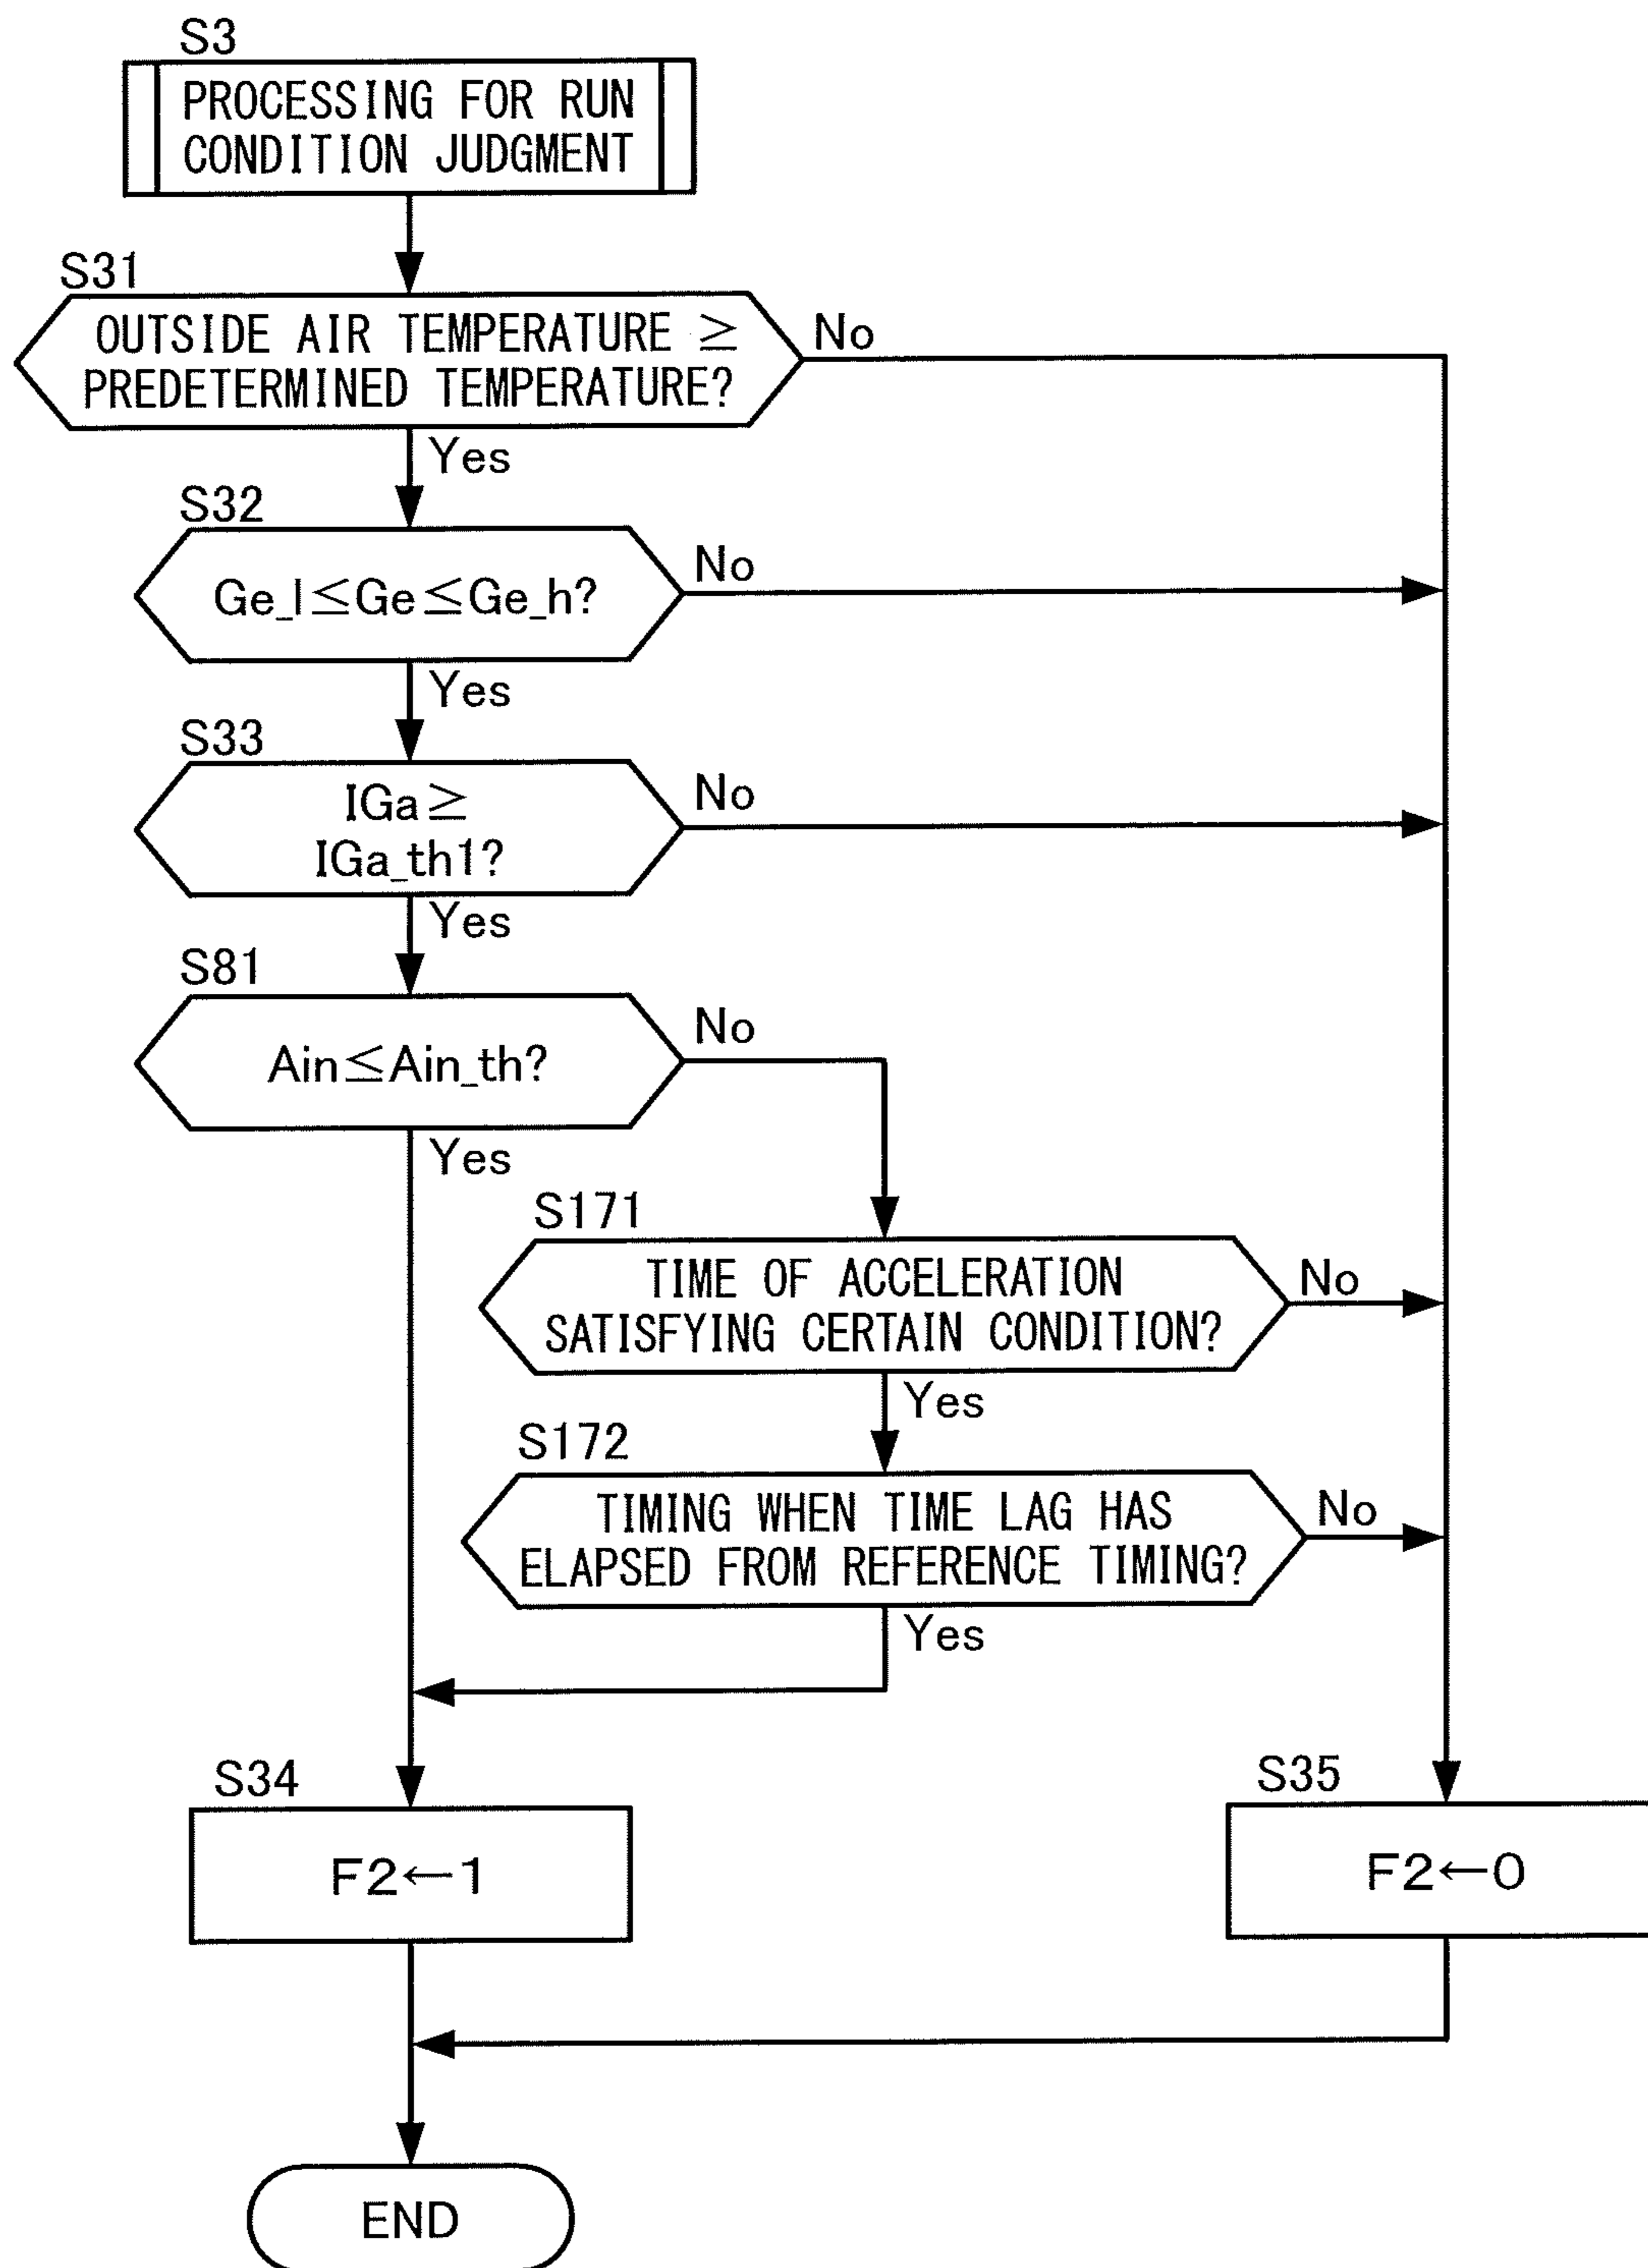 S3
PROCESSING FOR RUN
CONDITION JUDGMENT
S31
OUTSIDE AIR TEMPERATURE ≥
PREDETERMINED TEMPERATURE?
No
Yes
S32
Ge_l≦Ge≦Ge_h?
No
Yes
S33
IGa≧
IGa_th1?
No
Yes
S81
Ain≦Ain_th?
No
Yes
S171
TIME OF ACCELERATION
SATISFYING CERTAIN CONDITION?
No
Yes
S172
TIMING WHEN TIME LAG HAS
ELAPSED FROM REFERENCE TIMING?
No
Yes
S34
F2←1
S35
F2←0
END